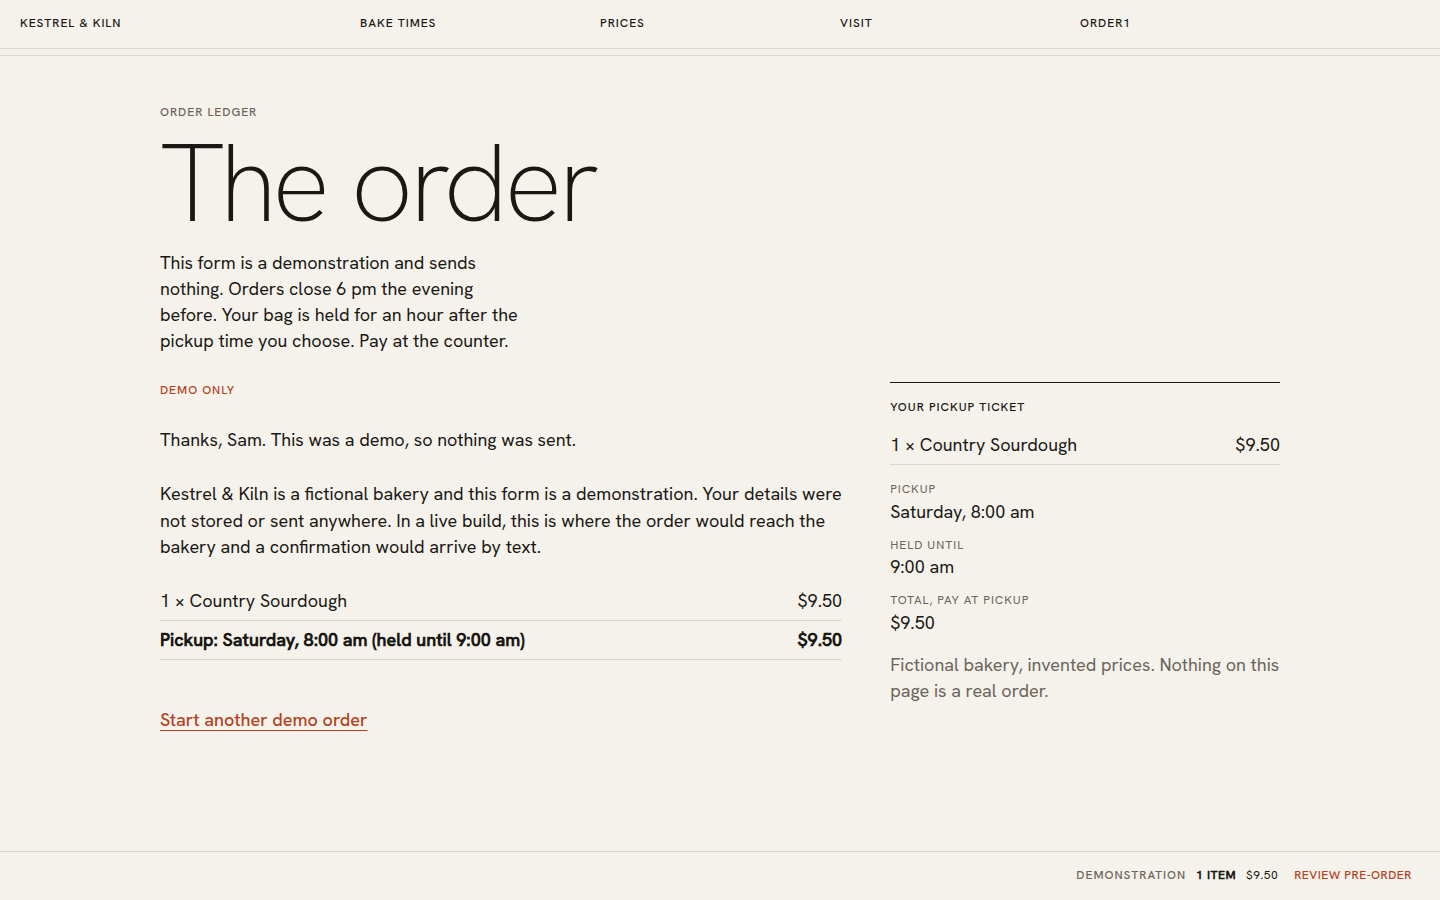 KESTREL & KILN
BAKE TIMES
PRICES
VISIT
ORDER1
ORDER LEDGER
The order
This form is a demonstration and sends
nothing. Orders close 6 pm the evening
before. Your bag is held for an hour after the
pickup time you choose. Pay at the counter.
DEMO ONLY
Thanks, Sam. This was a demo, so nothing was sent.
Kestrel & Kiln is a fictional bakery and this form is a demonstration. Your details were
not stored or sent anywhere. In a live build, this is where the order would reach the
bakery and a confirmation would arrive by text.
1 × Country Sourdough $9.50
Pickup: Saturday, 8:00 am (held until 9:00 am) $9.50
Start another demo order
YOUR PICKUP TICKET
1 × Country Sourdough $9.50
PICKUP
Saturday, 8:00 am
HELD UNTIL
9:00 am
TOTAL, PAY AT PICKUP
$9.50
Fictional bakery, invented prices. Nothing on this
page is a real order.
DEMONSTRATION 1 ITEM $9.50 REVIEW PRE-ORDER